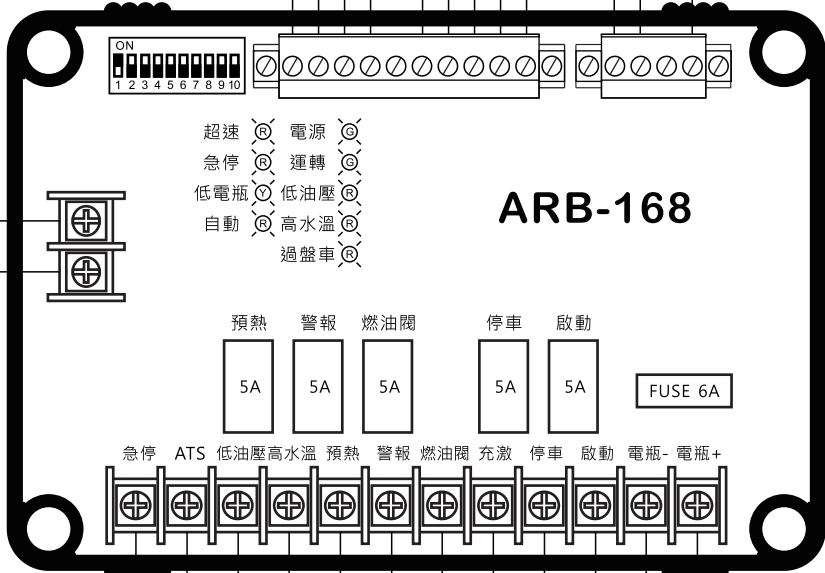 ON
1 2 3 4 5 6 7 8 9 10
超速 R 電源 G
急停 R 運轉 G
低電瓶 Y 低油壓 R
自動 R 高水溫 R
過盤車 R
ARB-168
預熱 警報 燃油閥 停車 啟動
5A 5A 5A 5A 5A
FUSE 6A
急停 ATS 低油壓 高水溫 預熱 警報 燃油閥 充激 停車 啟動 電瓶- 電瓶+